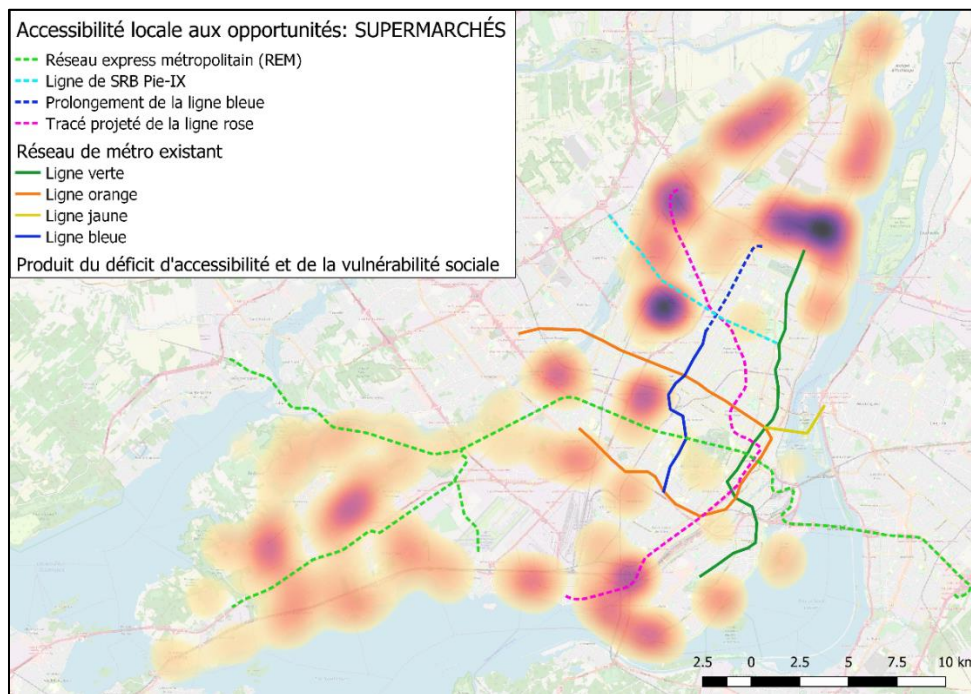 Accessibilité locale aux opportunités: SUPERMARCHÉS
Réseau express métropolitain (REM)
Ligne de SRB Pie-IX
Prolongement de la ligne bleue
Tracé projeté de la ligne rose
Réseau de métro existant
Ligne verte
Ligne orange
Ligne jaune
Ligne bleue
Produit du déficit d'accessibilité et de la vulnérabilité sociale
2.5 0 2.5 5 7.5 10 km